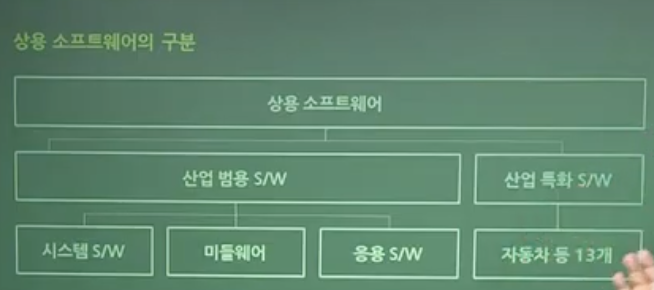 상용 소프트웨어의 구분
상용 소프트웨어
산업 범용 S/W
산업 특화 S/W
시스템 S/W
미들웨어
응용 S/W
자동차 등 13개